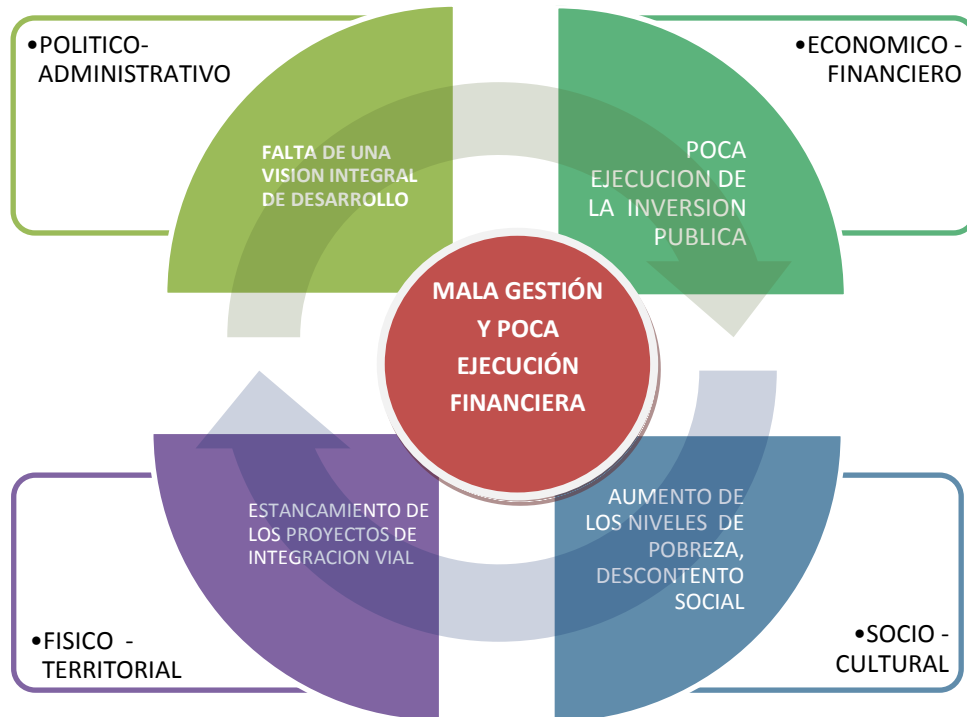 •POLITICO-
ADMINISTRATIVO
•ECONOMICO -
FINANCIERO
FALTA DE UNA
VISION INTEGRAL
DE DESARROLLO
POCA
EJECUCION DE
LA INVERSION
PUBLICA
MALA GESTIÓN
Y POCA
EJECUCIÓN
FINANCIERA
ESTANCAMIENTO DE
LOS PROYECTOS DE
INTEGRACION VIAL
AUMENTO DE
LOS NIVELES DE
POBREZA,
DESCONTENTO
SOCIAL
•FISICO -
TERRITORIAL
•SOCIO -
CULTURAL